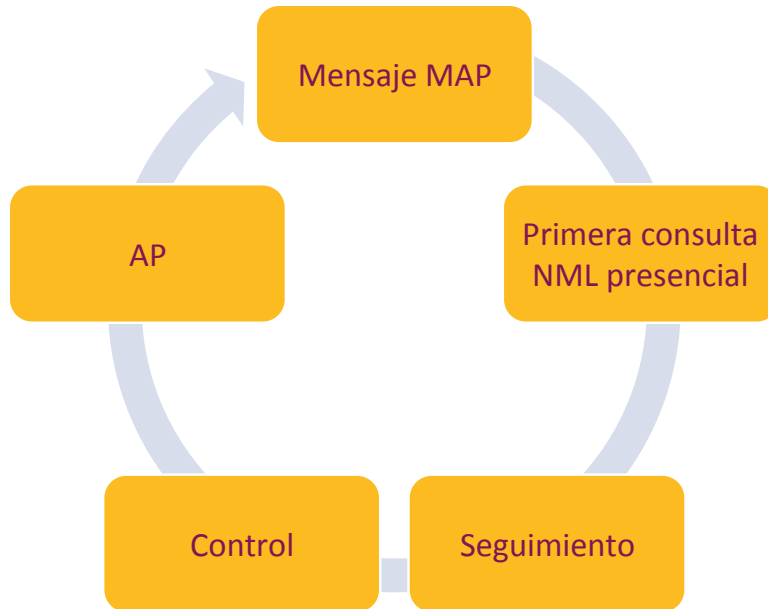 Mensaje MAP
Primera consulta
NML presencial
Seguimiento
Control
AP